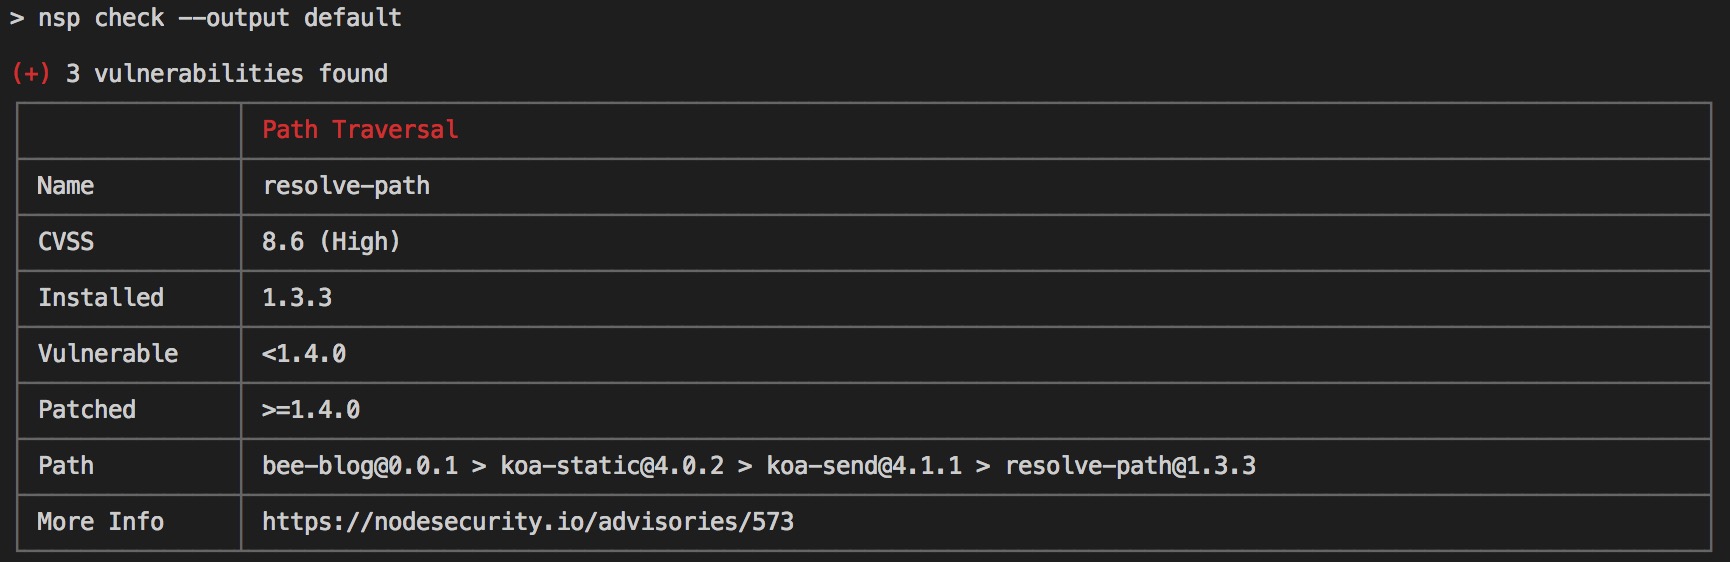 > nsp check --output default
(+) 3 vulnerabilities found
Path Traversal
Name resolve-path
CVSS 8.6 (High)
Installed 1.3.3
Vulnerable <1.4.0
Patched >=1.4.0
Path bee-blog@0.0.1 > koa-static@4.0.2 > koa-send@4.1.1 > resolve-path@1.3.3
More Info https://nodesecurity.io/advisories/573